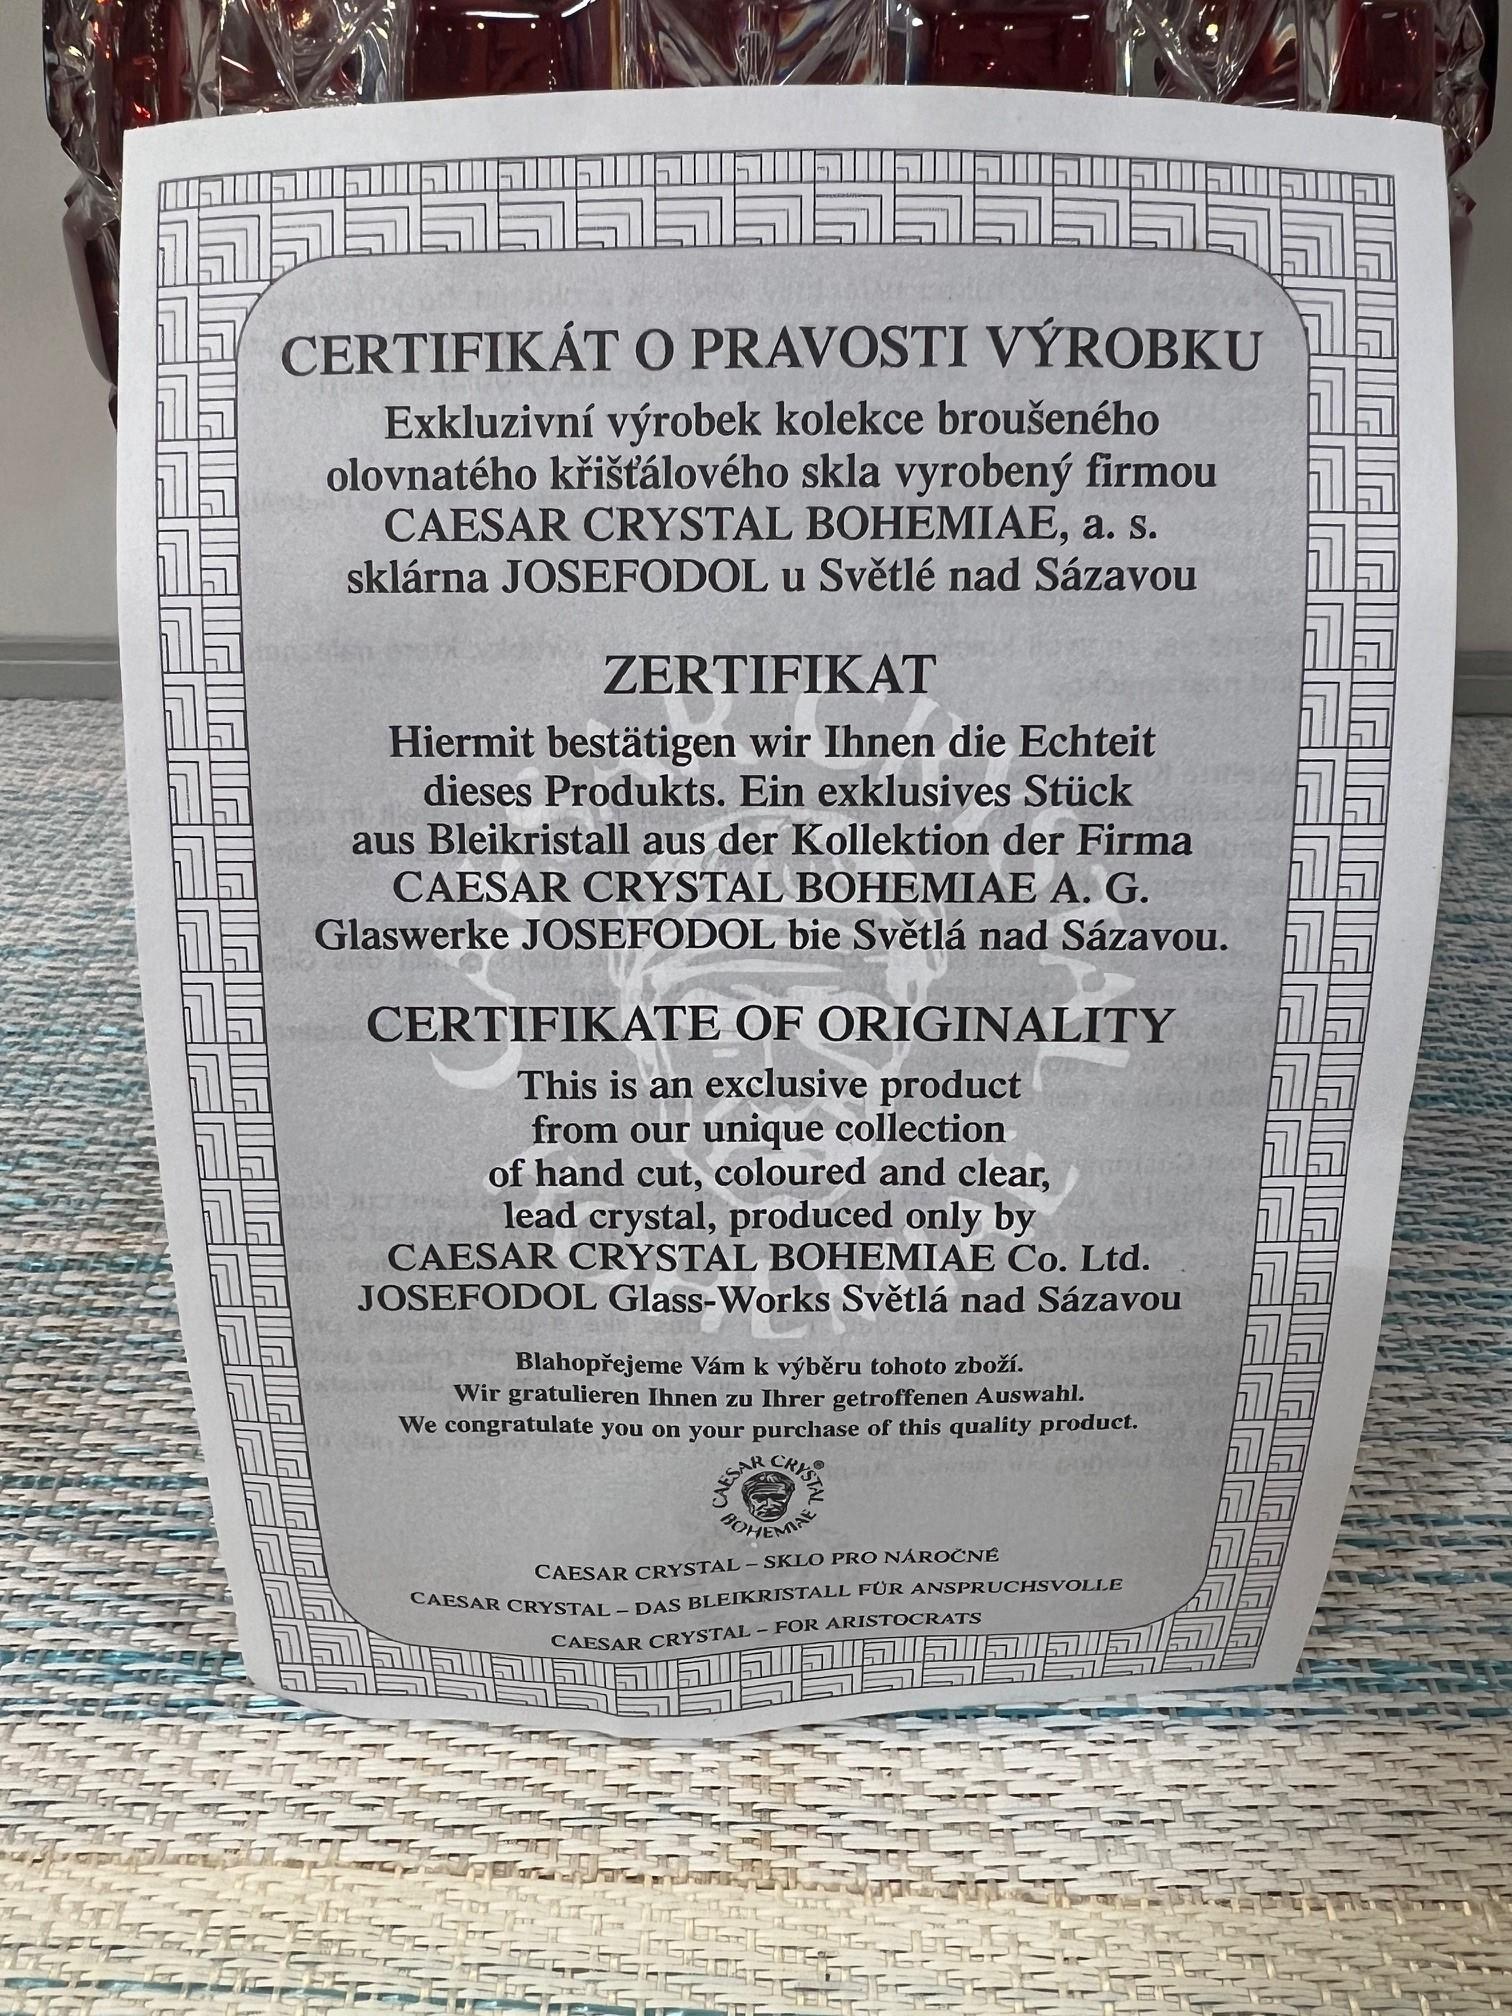 CERTIFIKÁT O PRAVOSTI VÝROBKU
Exkluzivní výrobek kolekce broušeného
olovnatého křišťálového skla vyrobený firmou
CAESAR CRYSTAL BOHEMIAE, a. s.
sklárna JOSEFODOL u Světlé nad Sázavou
ZERTIFIKAT
Hiermit bestätigen wir Ihnen die Echteit
dieses Produkts. Ein exklusives Stück
aus Bleikristall aus der Kollektion der Firma
CAESAR CRYSTAL BOHEMIAE A. G.
Glaswerke JOSEFODOL bie Světlá nad Sázavou.
CERTIFIKATE OF ORIGINALITY
This is an exclusive product
from our unique collection
of hand cut, coloured and clear,
lead crystal, produced only by
CAESAR CRYSTAL BOHEMIAE Co. Ltd.
JOSEFODOL Glass-Works Světlá nad Sázavou
Blahopřejeme Vám k výběru tohoto zboží.
Wir gratulieren Ihnen zu Ihrer getroffenen Auswahl.
We congratulate you on your purchase of this quality product.
CAESAR CRYSTAL®
BOHEMIAE
CAESAR CRYSTAL – SKLO PRO NÁROČNÉ
CAESAR CRYSTAL – DAS BLEIKRISTALL FÜR ANSPRUCHSVOLLE
CAESAR CRYSTAL – FOR ARISTOCRATS